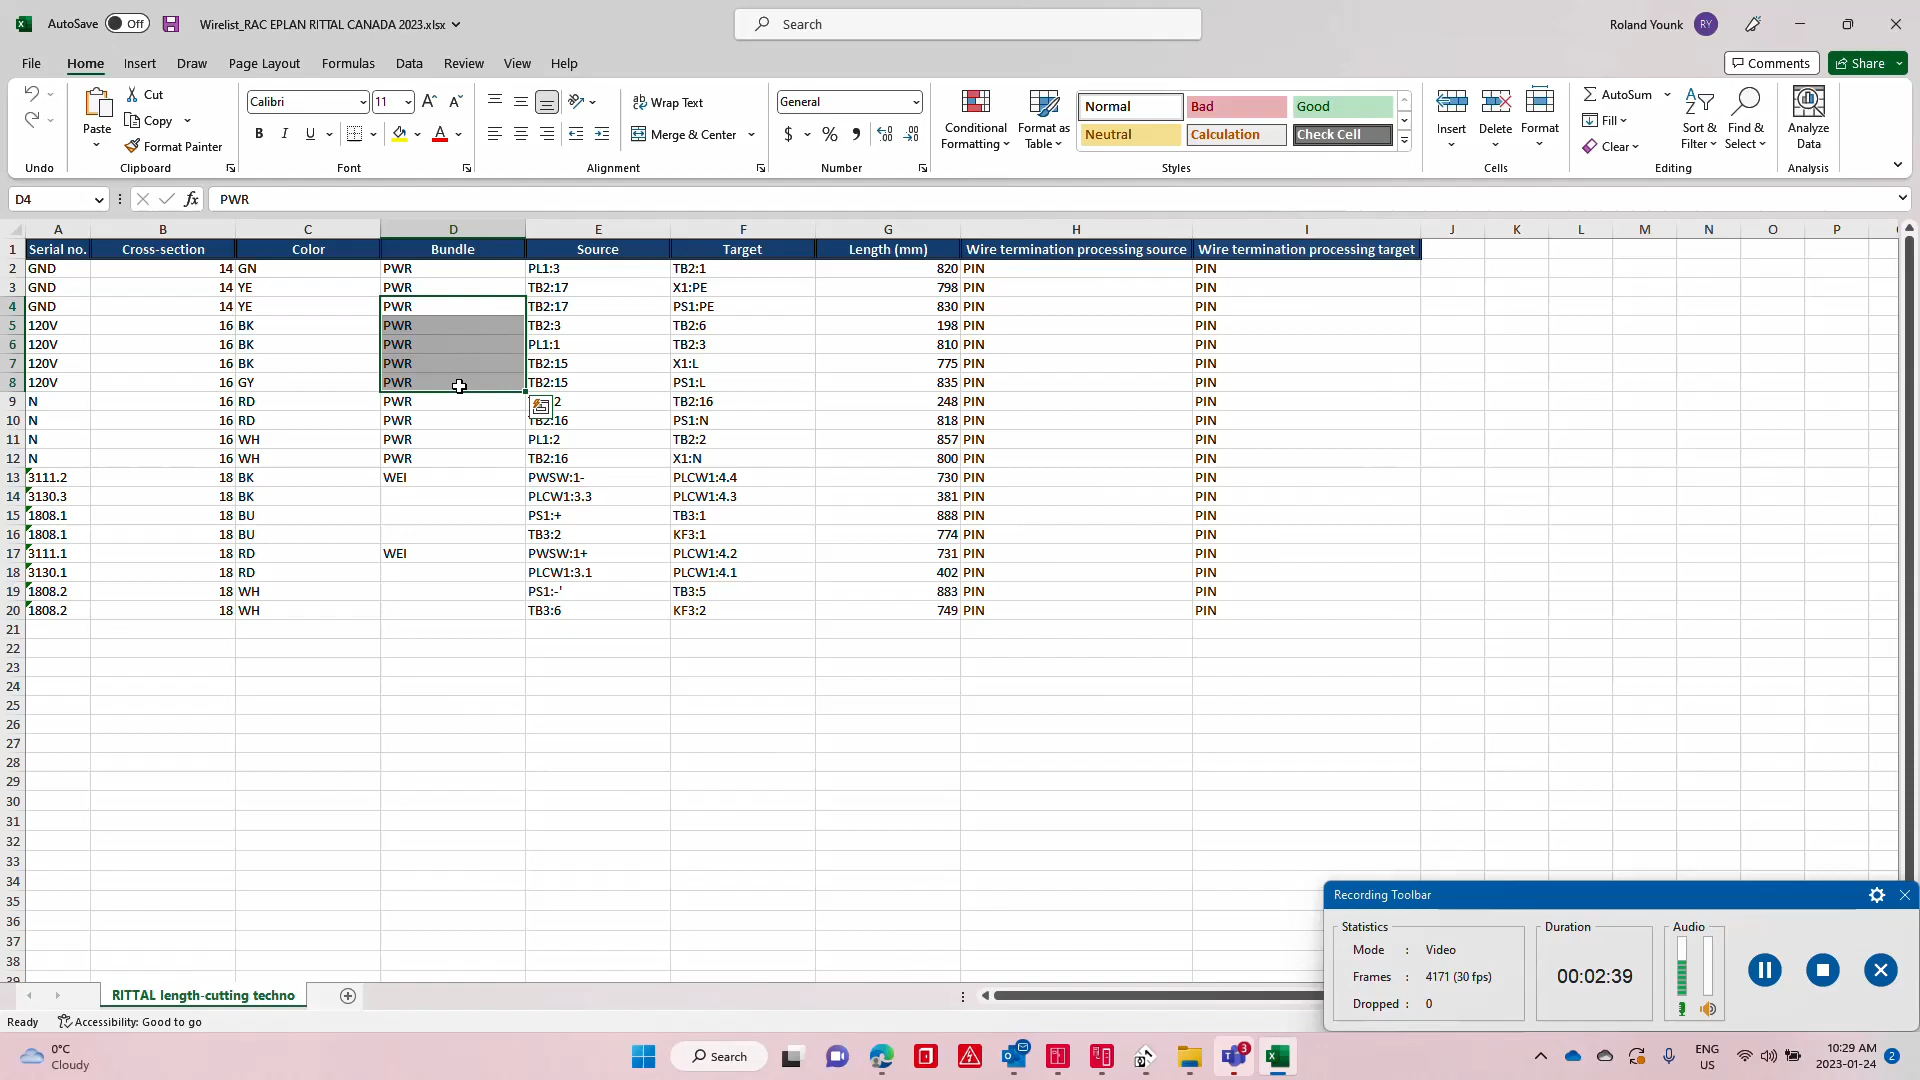 AutoSave Off Wirelist_RAC EPLAN RITTAL CANADA 2023.xlsx Search Roland Younk RY
File Home Insert Draw Page Layout Formulas Data Review View Help Comments Share
Cut Calibri 11 Wrap Text General Normal Bad Good AutoSum
Paste Copy B I U Merge & Center $ % Conditional Formatting Format as Table Neutral Calculation Check Cell Insert Delete Format Fill Sort & Filter Find & Select Analyze Data
Format Painter Clear
Undo Clipboard Font Alignment Number Styles Cells Editing Analysis
D4 fx PWR
A B C D E F G H I J K L M N O P
1 Serial no. Cross-section Color Bundle Source Target Length (mm) Wire termination processing source Wire termination processing target
2 GND 14 GN PWR PL1:3 TB2:1 820 PIN PIN
3 GND 14 YE PWR TB2:17 X1:PE 798 PIN PIN
4 GND 14 YE PWR TB2:17 PS1:PE 830 PIN PIN
5 120V 16 BK PWR TB2:3 TB2:6 198 PIN PIN
6 120V 16 BK PWR PL1:1 TB2:3 810 PIN PIN
7 120V 16 BK PWR TB2:15 X1:L 775 PIN PIN
8 120V 16 GY PWR TB2:15 PS1:L 835 PIN PIN
9 N 16 RD PWR 2 TB2:16 248 PIN PIN
10 N 16 RD PWR TB2:16 PS1:N 818 PIN PIN
11 N 16 WH PWR PL1:2 TB2:2 857 PIN PIN
12 N 16 WH PWR TB2:16 X1:N 800 PIN PIN
13 3111.2 18 BK WEI PWSW:1- PLCW1:4.4 730 PIN PIN
14 3130.3 18 BK PLCW1:3.3 PLCW1:4.3 381 PIN PIN
15 1808.1 18 BU PS1:+ TB3:1 888 PIN PIN
16 1808.1 18 BU TB3:2 KF3:1 774 PIN PIN
17 3111.1 18 RD WEI PWSW:1+ PLCW1:4.2 731 PIN PIN
18 3130.1 18 RD PLCW1:3.1 PLCW1:4.1 402 PIN PIN
19 1808.2 18 WH PS1:-' TB3:5 883 PIN PIN
20 1808.2 18 WH TB3:6 KF3:2 749 PIN PIN
21
22
23
24
25
26
27
28
29
30
31
32
33
34
35
36
37
38
39
Recording Toolbar
Statistics Duration Audio
Mode : Video
Frames : 4171 (30 fps) 00:02:39
Dropped : 0
RITTAL length-cutting techno
Ready Accessibility: Good to go
0°C
Cloudy
Search 3 ENG
US
10:29 AM
2023-01-24 2